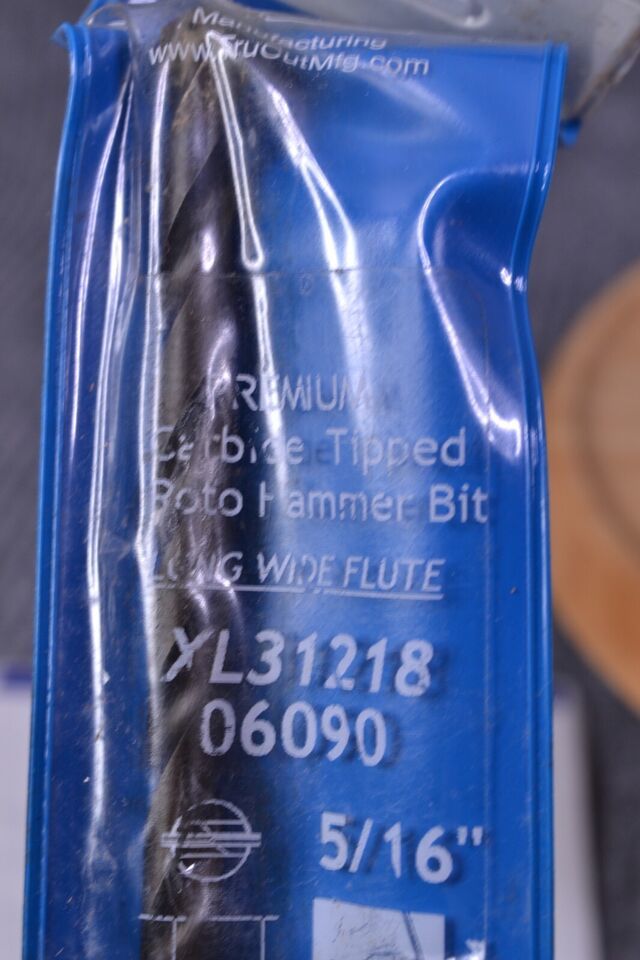 Manufacturing
www.TruCutMfg.com
PREMIUM
Carbide Tipped
Roto Hammer Bit
LONG WIDE FLUTE
XL31218
06090
5/16"